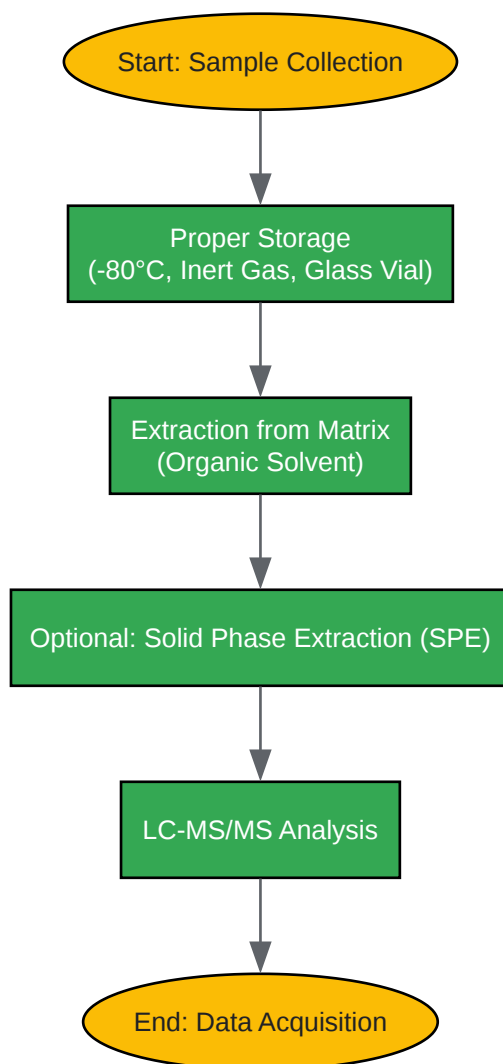 Start: Sample Collection
Proper Storage
(-80°C, Inert Gas, Glass Vial)
Extraction from Matrix
(Organic Solvent)
Optional: Solid Phase Extraction (SPE)
LC-MS/MS Analysis
End: Data Acquisition